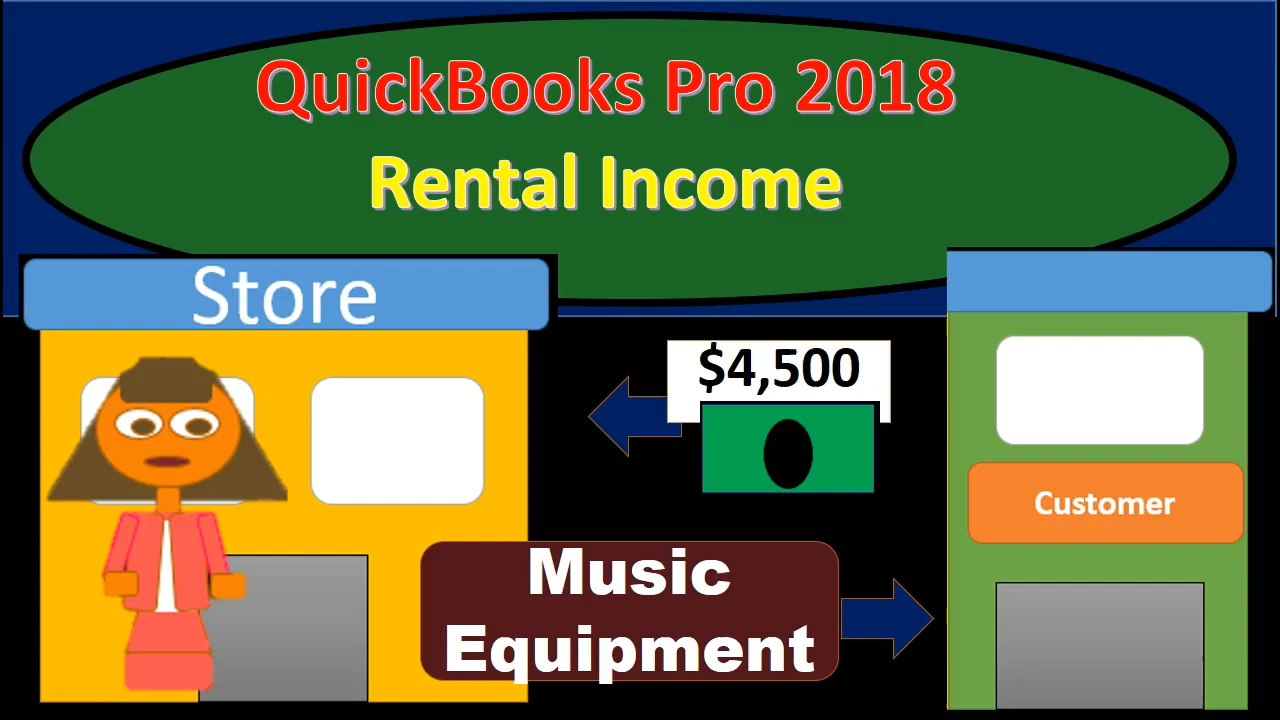 QuickBooks Pro 2018
Rental Income
Store
$4,500
Customer
Music
Equipment